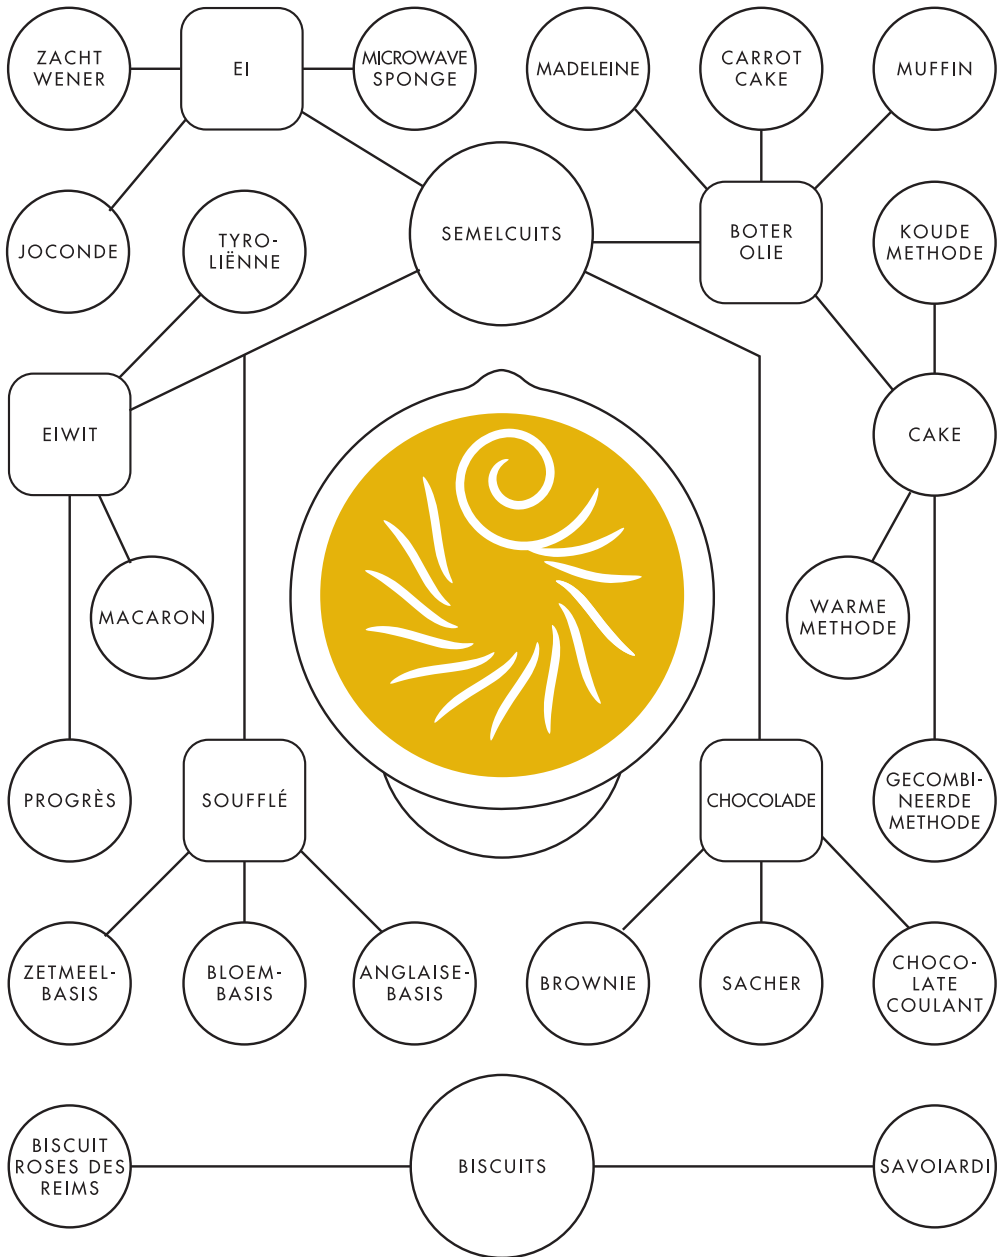 ZACHT
WENER
EI
MICROWAVE
SPONGE
MADELEINE
CARROT
CAKE
MUFFIN
JOCONDE
TYRO-
LIËNNE
SEMELCUITS
BOTER
OLIE
KOUDE
METHODE
EIWIT
CAKE
MACARON
WARME
METHODE
PROGRÈS
SOUFFLÉ
CHOCOLADE
GECOMBI-
NEERDE
METHODE
ZETMEEL-
BASIS
BLOEM-
BASIS
ANGLAISE-
BASIS
BROWNIE
SACHER
CHOCO-
LATE
COULANT
BISCUIT
ROSES DES
REIMS
BISCUITS
SAVOIARDI